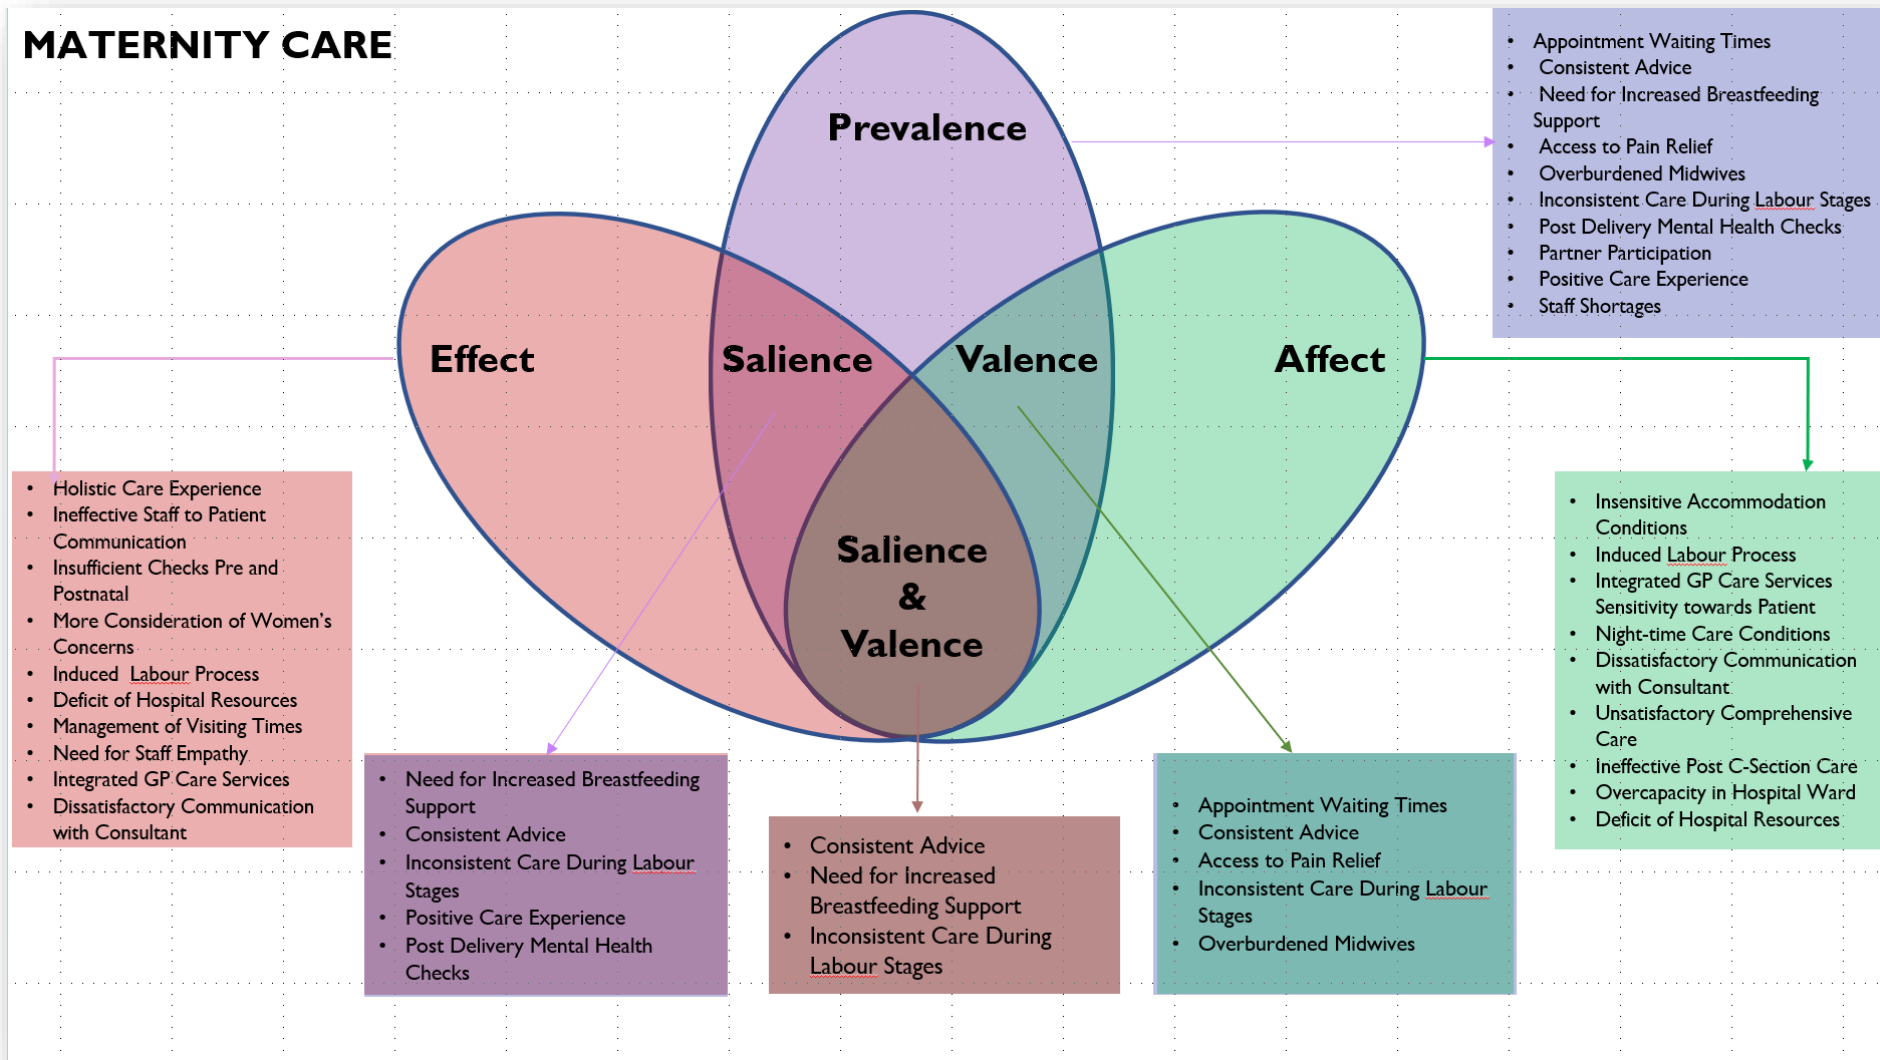 MATERNITY CARE
Prevalence
Effect
Salience
Valence
Affect
Salience
&
Valence
• Appointment Waiting Times
• Consistent Advice
• Need for Increased Breastfeeding
Support
• Access to Pain Relief
• Overburdened Midwives
• Inconsistent Care During Labour Stages
• Post Delivery Mental Health Checks
• Partner Participation
• Positive Care Experience
• Staff Shortages
• Holistic Care Experience
• Ineffective Staff to Patient
Communication
• Insufficient Checks Pre and
Postnatal
• More Consideration of Women’s
Concerns
• Induced  Labour Process
• Deficit of Hospital Resources
• Management of Visiting Times
• Need for Staff Empathy
• Integrated GP Care Services
• Dissatisfactory Communication
with Consultant
• Need for Increased Breastfeeding
Support
• Consistent Advice
• Inconsistent Care During Labour
Stages
• Positive Care Experience
• Post Delivery Mental Health
Checks
• Consistent Advice
• Need for Increased
Breastfeeding Support
• Inconsistent Care During
Labour Stages
• Appointment Waiting Times
• Consistent Advice
• Access to Pain Relief
• Inconsistent Care During Labour
Stages
• Overburdened Midwives
• Insensitive Accommodation
Conditions
• Induced Labour Process
• Integrated GP Care Services
Sensitivity towards Patient
• Night-time Care Conditions
• Dissatisfactory Communication
with Consultant
• Unsatisfactory Comprehensive
Care
• Ineffective Post C-Section Care
• Overcapacity in Hospital Ward
• Deficit of Hospital Resources